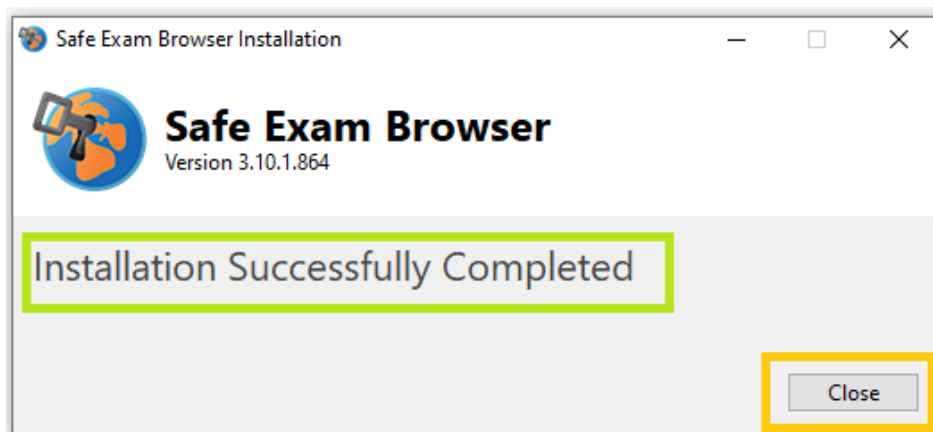 Safe Exam Browser Installation
Safe Exam Browser
Version 3.10.1.864
Installation Successfully Completed
Close